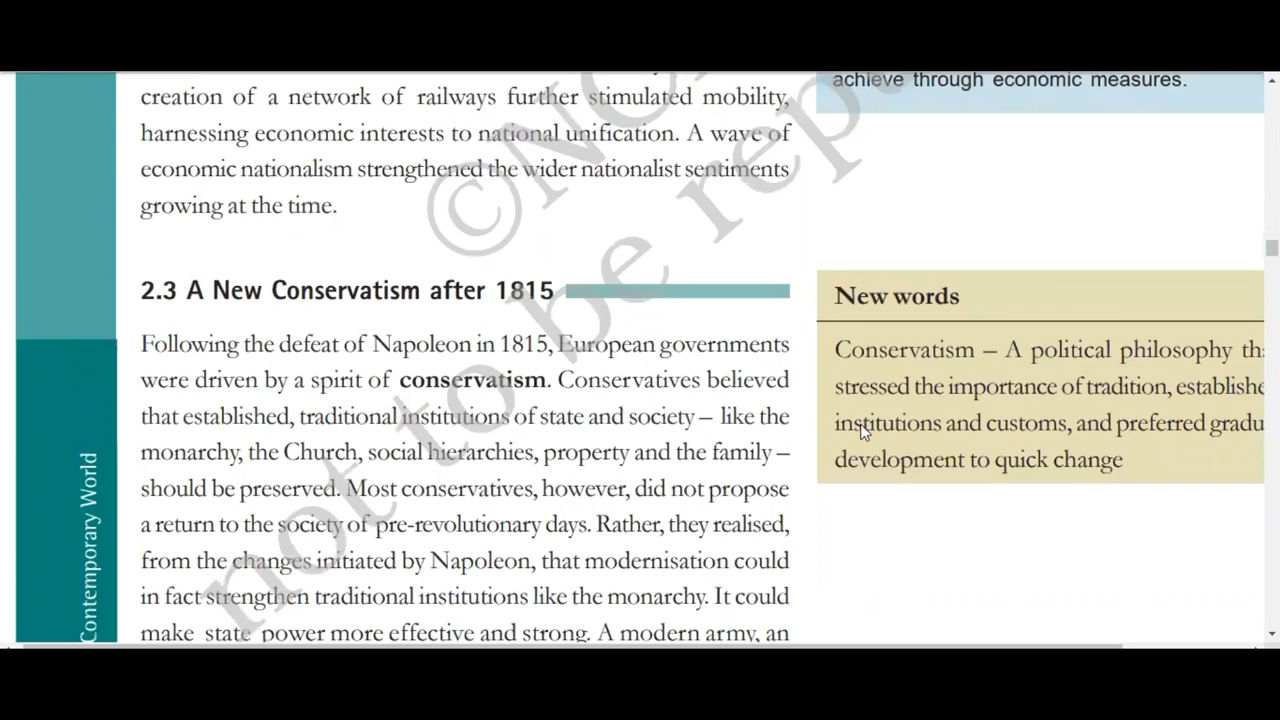 creation of a network of railways further stimulated mobility,
harnessing economic interests to national unification. A wave of
economic nationalism strengthened the wider nationalist sentiments
growing at the time.
2.3 A New Conservatism after 1815
Following the defeat of Napoleon in 1815, European governments
were driven by a spirit of conservatism. Conservatives believed
that established, traditional institutions of state and society – like the
monarchy, the Church, social hierarchies, property and the family –
should be preserved. Most conservatives, however, did not propose
a return to the society of pre-revolutionary days. Rather, they realised,
from the changes initiated by Napoleon, that modernisation could
in fact strengthen traditional institutions like the monarchy. It could
make state power more effective and strong. A modern army, an
achieve through economic measures.
New words
Conservatism – A political philosophy
stressed the importance of tradition,
institutions and customs, and preferred
development to quick change
Contemporary World
not to be